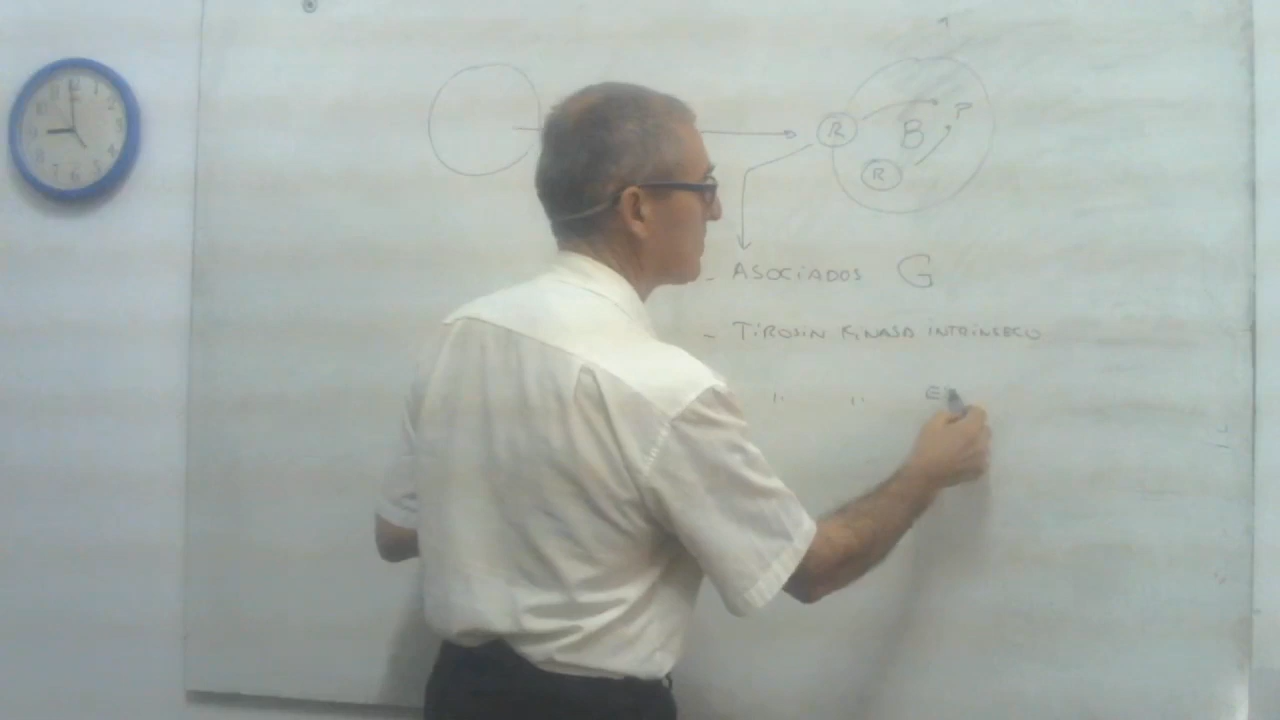 R
B
P
R
- ASOCIADOS G
- TIROSIN KINASA INTRINSECO
" " E